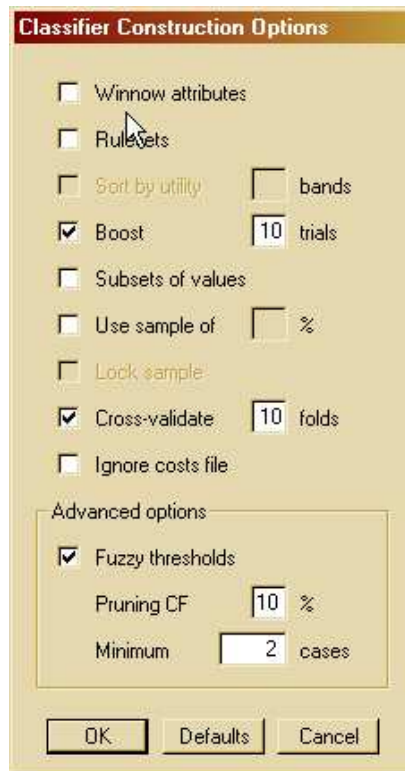 Classifier Construction Options
Winnow attributes
Rulesets
Sort by utility bands
Boost 10 trials
Subsets of values
Use sample of %
Lock sample
Cross-validate 10 folds
Ignore costs file
Advanced options
Fuzzy thresholds
Pruning CF 10 %
Minimum 2 cases
OK Defaults Cancel